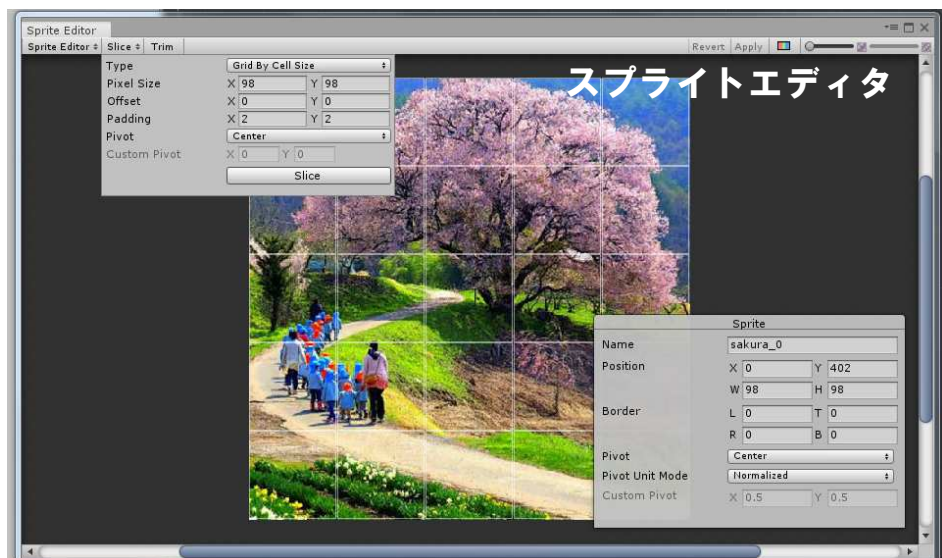 Sprite Editor
Sprite Editor Slice Trim Revert Apply
スプライトエディタ
Type Grid By Cell Size
Pixel Size X 98 Y 98
Offset X 0 Y 0
Padding X 2 Y 2
Pivot Center
Custom Pivot X 0 Y 0
Slice
Sprite
Name sakura_0
Position X 0 Y 402
W 98 H 98
Border L 0 T 0
R 0 B 0
Pivot Center
Pivot Unit Mode Normalized
Custom Pivot X 0.5 Y 0.5